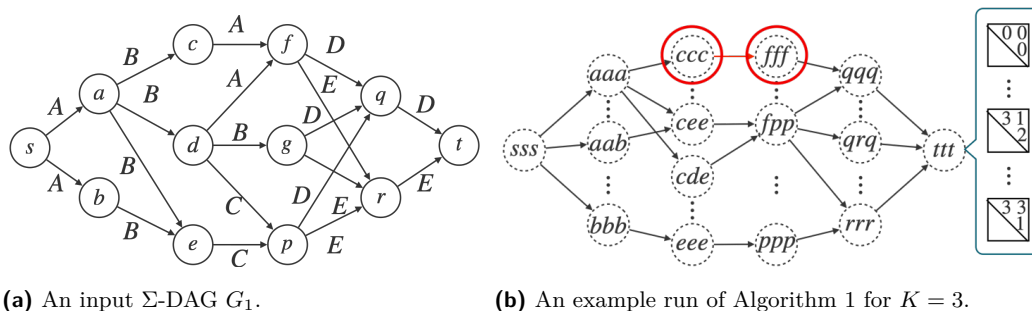 A
B
c
A
f
D
E
a
B
A
q
D
B
d
B
g
D
t
s
A
B
C
D
E
r
E
A
b
B
e
C
p
E
sss
aaa
aab
bbb
ccc
cee
cde
eee
fff
fpp
ppp
qqq
qrq
rrr
ttt
0 0
0
3 1
2
3 3
1
(a) An input Σ-DAG G₁.
(b) An example run of Algorithm 1 for K = 3.